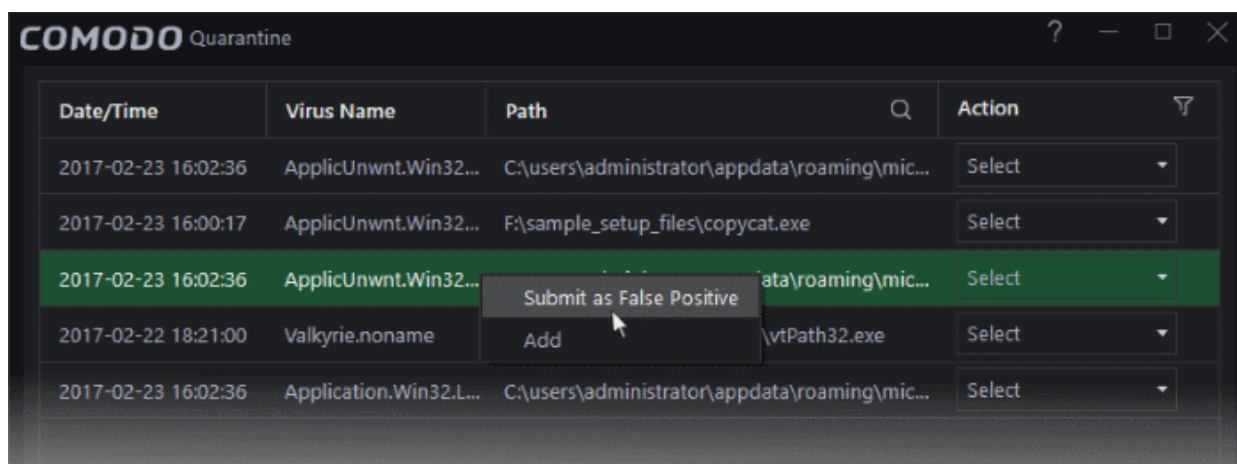 COMODO Quarantine ?
Date/Time Virus Name Path Action
2017-02-23 16:02:36 ApplicUnwnt.Win32... C:\users\administrator\appdata\roaming\mic... Select
2017-02-23 16:00:17 ApplicUnwnt.Win32... F:\sample_setup_files\copycat.exe Select
2017-02-23 16:02:36 ApplicUnwnt.Win32... ata\roaming\mic... Select
Submit as False Positive
2017-02-22 18:21:00 Valkyrie.noname \vtPath32.exe Select
Add
2017-02-23 16:02:36 Application.Win32.L... C:\users\administrator\appdata\roaming\mic... Select